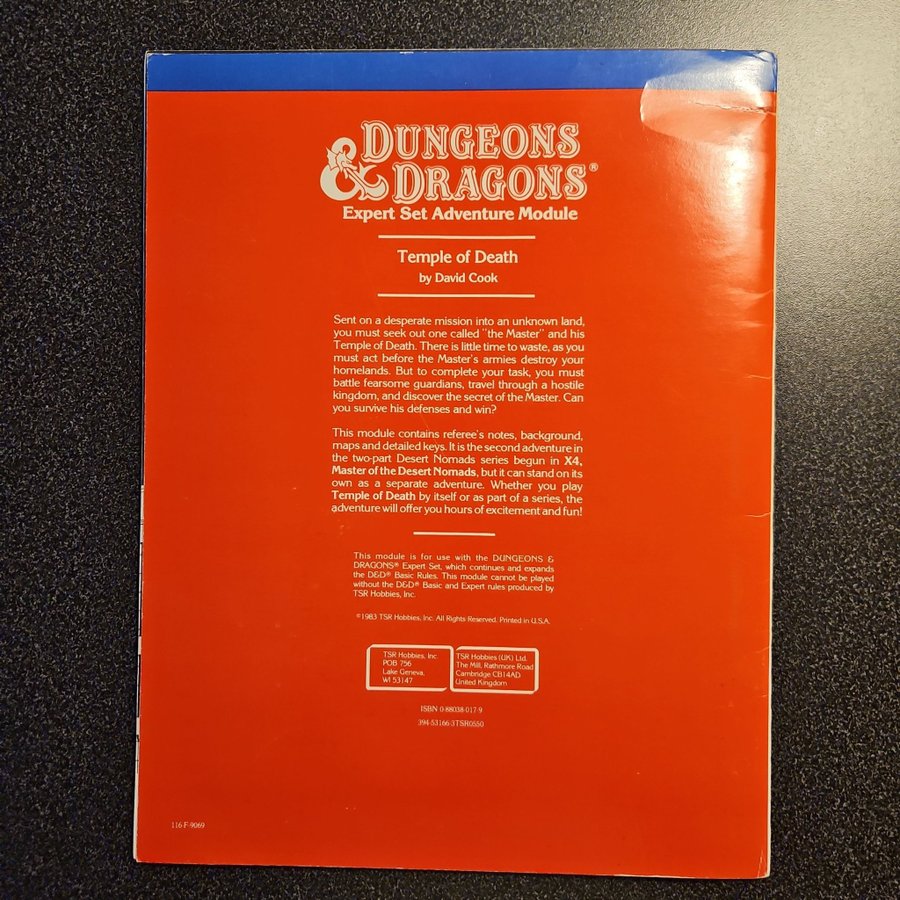 DUNGEONS
& DRAGONS®
Expert Set Adventure Module
Temple of Death
by David Cook
Sent on a desperate mission into an unknown land,
you must seek out one called "the Master" and his
Temple of Death. There is little time to waste, as you
must act before the Master's armies destroy your
homelands. But to complete your task, you must
battle fearsome guardians, travel through a hostile
kingdom, and discover the secret of the Master. Can
you survive his defenses and win?
This module contains referee's notes, background,
maps and detailed keys. It is the second adventure in
the two-part Desert Nomads series begun in X4,
Master of the Desert Nomads, but it can stand on its
own as a separate adventure. Whether you play
Temple of Death by itself or as part of a series, the
adventure will offer you hours of excitement and fun!
This module is for use with the DUNGEONS &
DRAGONS® Expert Set, which continues and expands
the D&D® Basic Rules. This module cannot be played
without the D&D® Basic and Expert rules produced by
TSR Hobbies, Inc.
©1983 TSR Hobbies, Inc. All Rights Reserved. Printed in U.S.A.
TSR Hobbies, Inc.
POB 756
Lake Geneva,
WI 53147
TSR Hobbies (UK) Ltd.
The Mill, Rathmore Road
Cambridge CB14AD
United Kingdom
ISBN 0-88038-017-9
394-53166-3TSR0550
116-F-9069